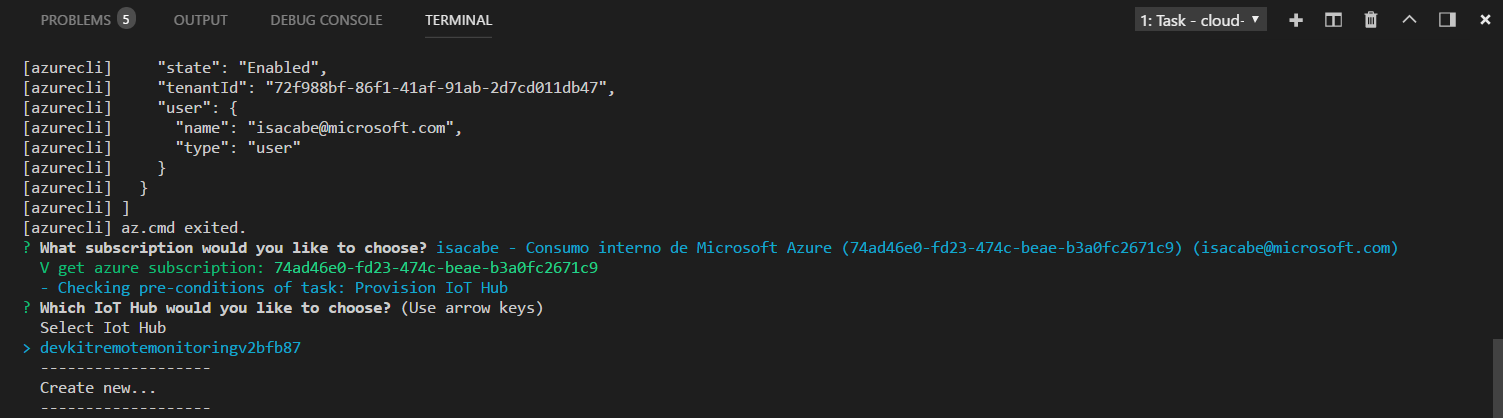 PROBLEMS 5 OUTPUT DEBUG CONSOLE TERMINAL 1: Task - cloud-
[azurecli]     "state": "Enabled",
[azurecli]     "tenantId": "72f988bf-86f1-41af-91ab-2d7cd011db47",
[azurecli]     "user": {
[azurecli]       "name": "isacabe@microsoft.com",
[azurecli]       "type": "user"
[azurecli]     }
[azurecli]   }
[azurecli] ]
[azurecli] az.cmd exited.
? What subscription would you like to choose? isacabe - Consumo interno de Microsoft Azure (74ad46e0-fd23-474c-beae-b3a0fc2671c9) (isacabe@microsoft.com)
  V get azure subscription: 74ad46e0-fd23-474c-beae-b3a0fc2671c9
  - Checking pre-conditions of task: Provision IoT Hub
? Which IoT Hub would you like to choose? (Use arrow keys)
  Select Iot Hub
> devkitremotemonitoringv2bfb87
  -------------------
  Create new...
  -------------------